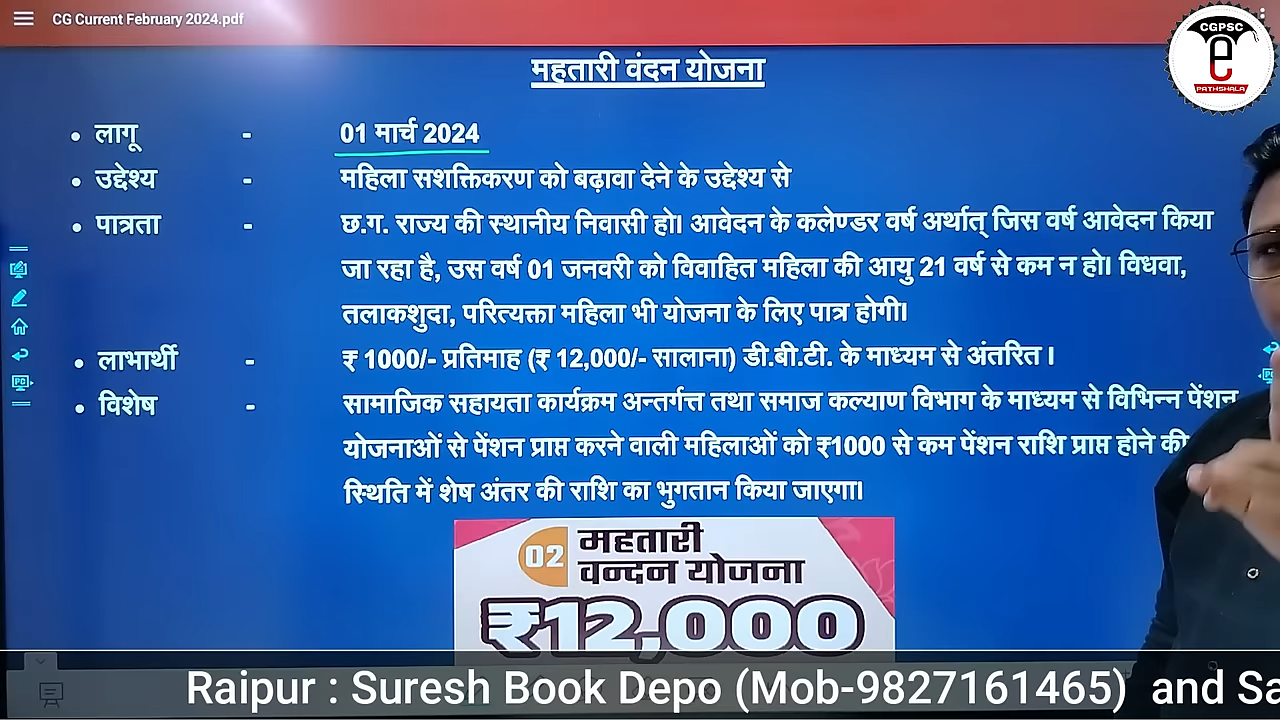 CG Current February 2024.pdf
CGPSC
e
PATHSHALA
महतारी वंदन योजना
• लागू - 01 मार्च 2024
• उद्देश्य - महिला सशक्तिकरण को बढ़ावा देने के उद्देश्य से
• पात्रता - छ.ग. राज्य की स्थानीय निवासी हो। आवेदन के कलेण्डर वर्ष अर्थात् जिस वर्ष आवेदन किया
जा रहा है, उस वर्ष 01 जनवरी को विवाहित महिला की आयु 21 वर्ष से कम न हो। विधवा,
तलाकशुदा, परित्यक्ता महिला भी योजना के लिए पात्र होगी।
• लाभार्थी - ₹ 1000/- प्रतिमाह (₹ 12,000/- सालाना) डी.बी.टी. के माध्यम से अंतरित ।
• विशेष - सामाजिक सहायता कार्यक्रम अन्तर्गत्त तथा समाज कल्याण विभाग के माध्यम से विभिन्न पेंशन
योजनाओं से पेंशन प्राप्त करने वाली महिलाओं को ₹1000 से कम पेंशन राशि प्राप्त होने की
स्थिति में शेष अंतर की राशि का भुगतान किया जाएगा।
02 महतारी
वन्दन योजना
₹12,000
Raipur : Suresh Book Depo (Mob-9827161465) and Sa